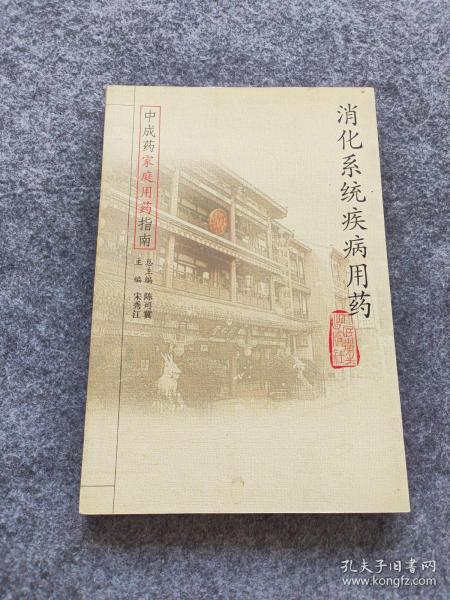 消化系统疾病用药
中成药家庭用药指南
总主编 陈可冀
主编 宋秀江
孔夫子旧书网
www.kongfz.com